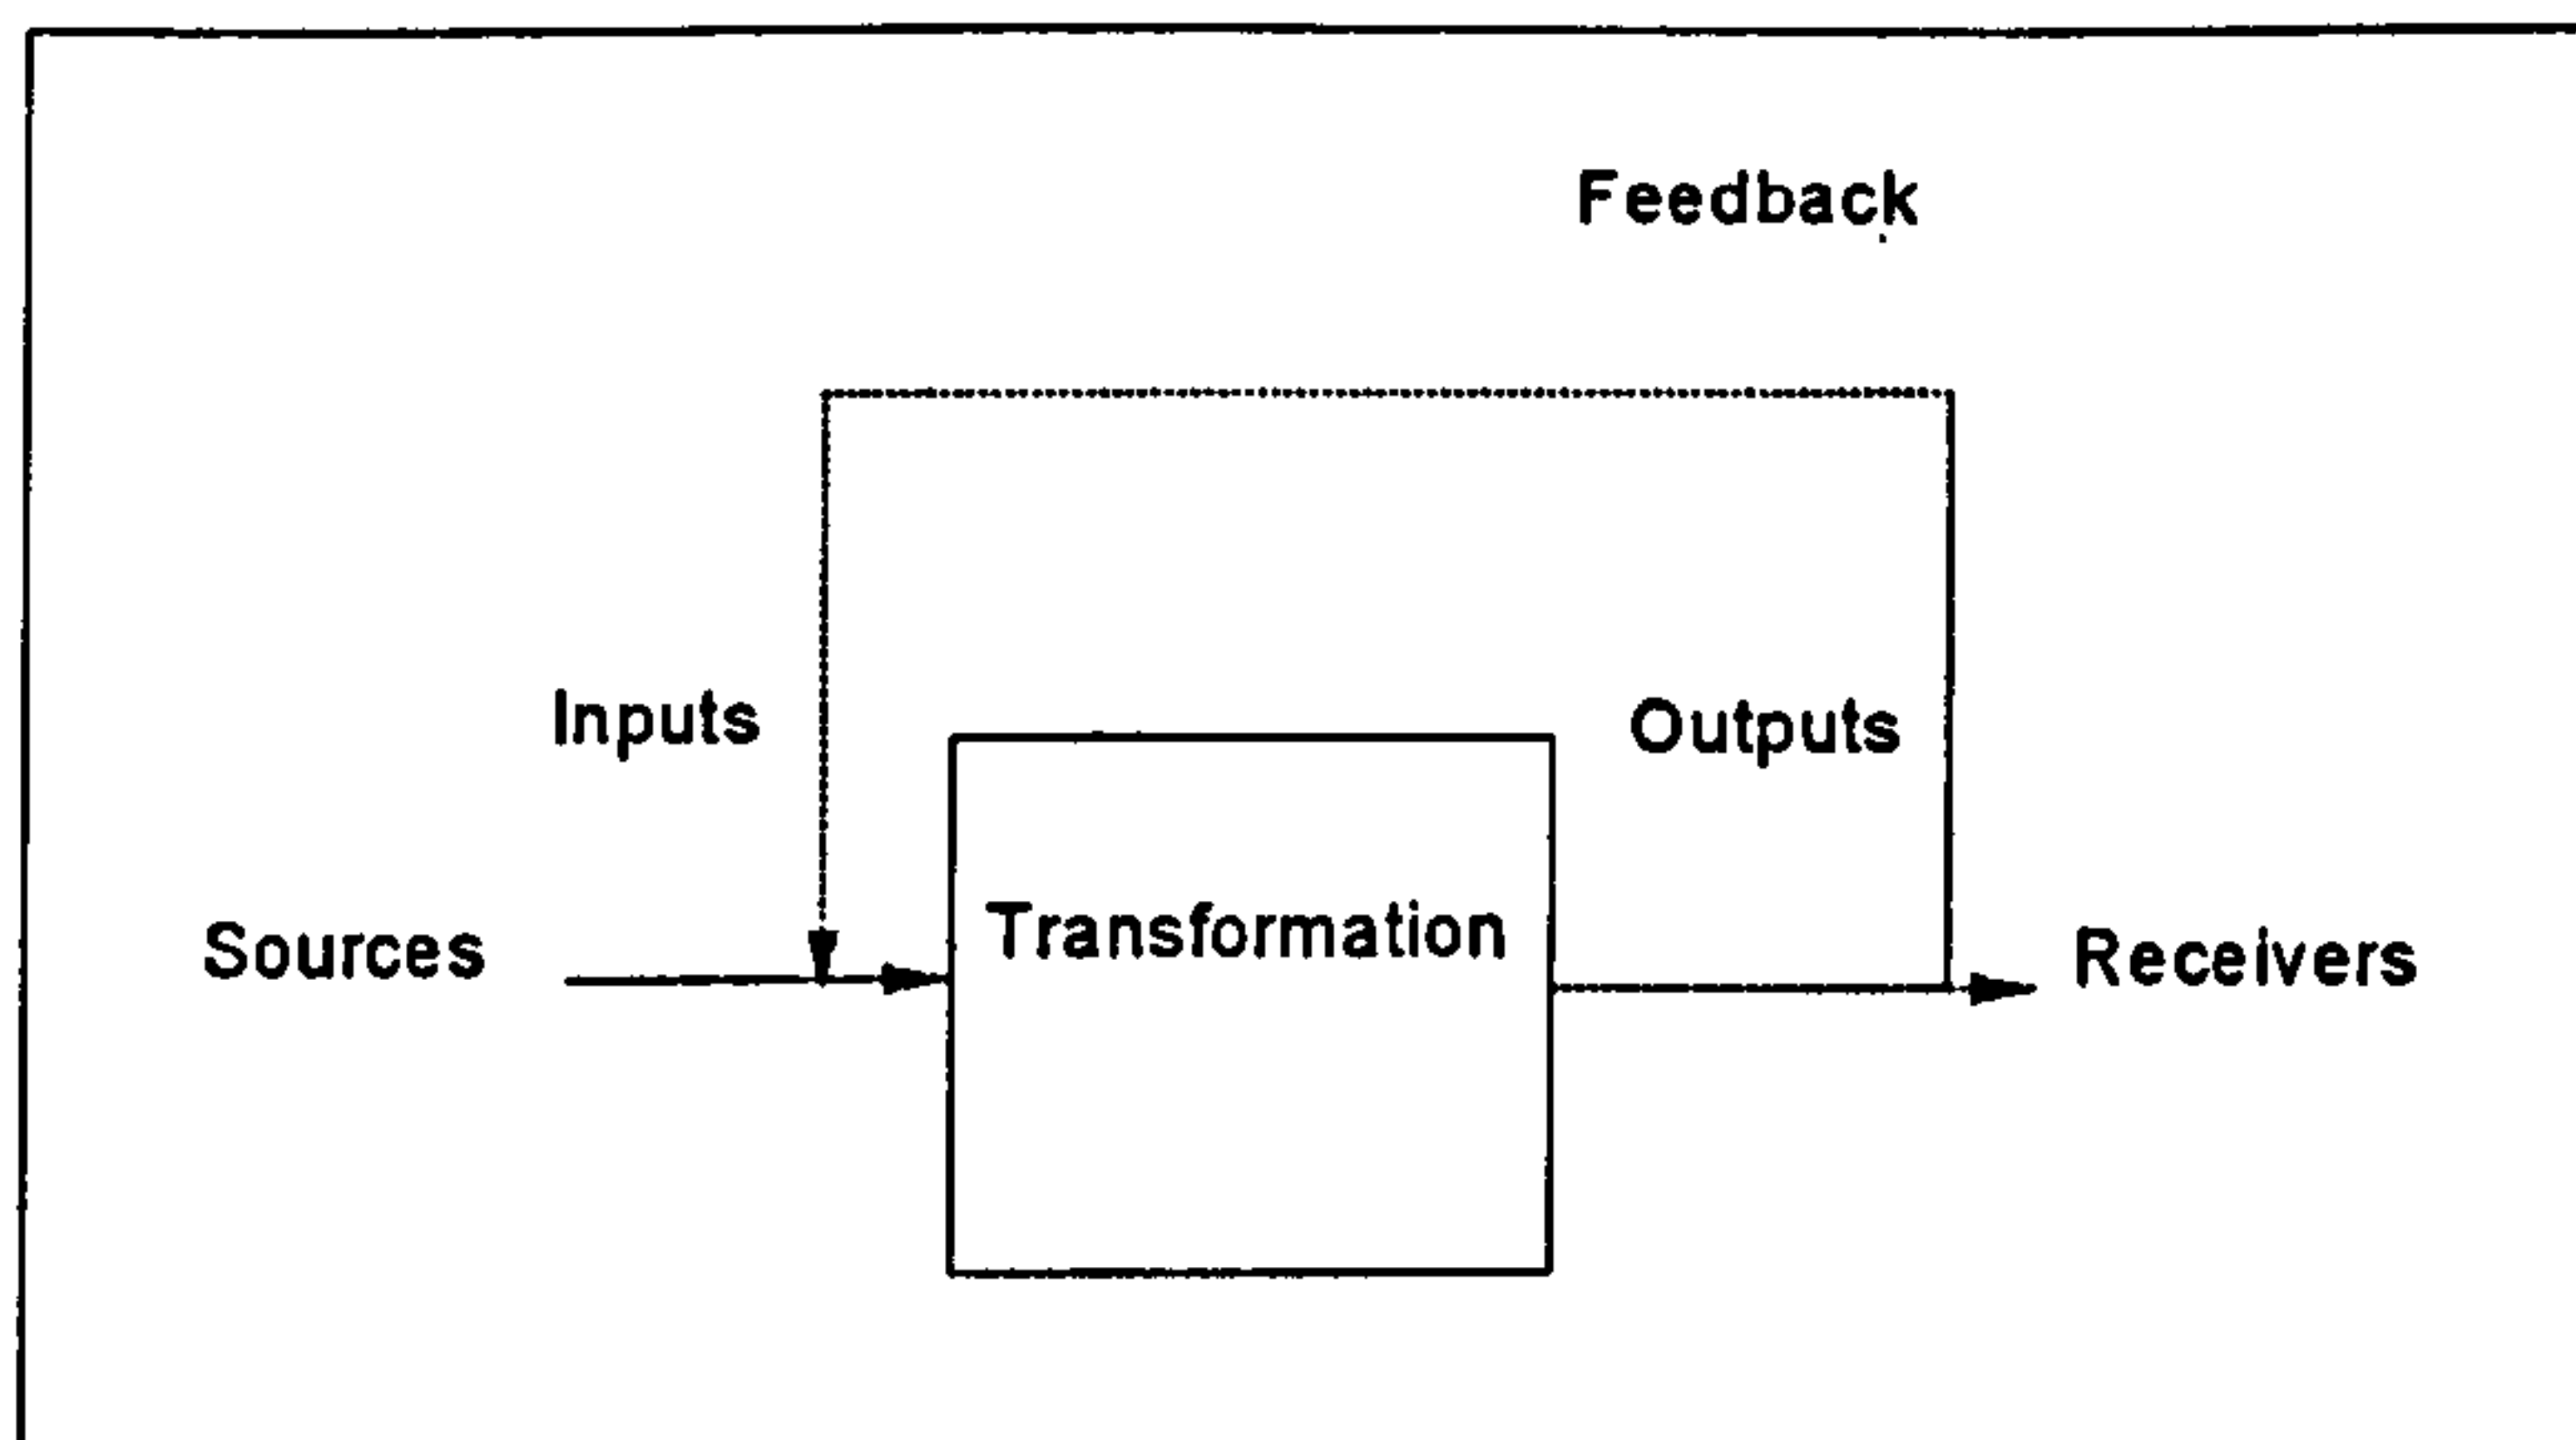 Feedback
Inputs
Outputs
Sources
Transformation
Receivers